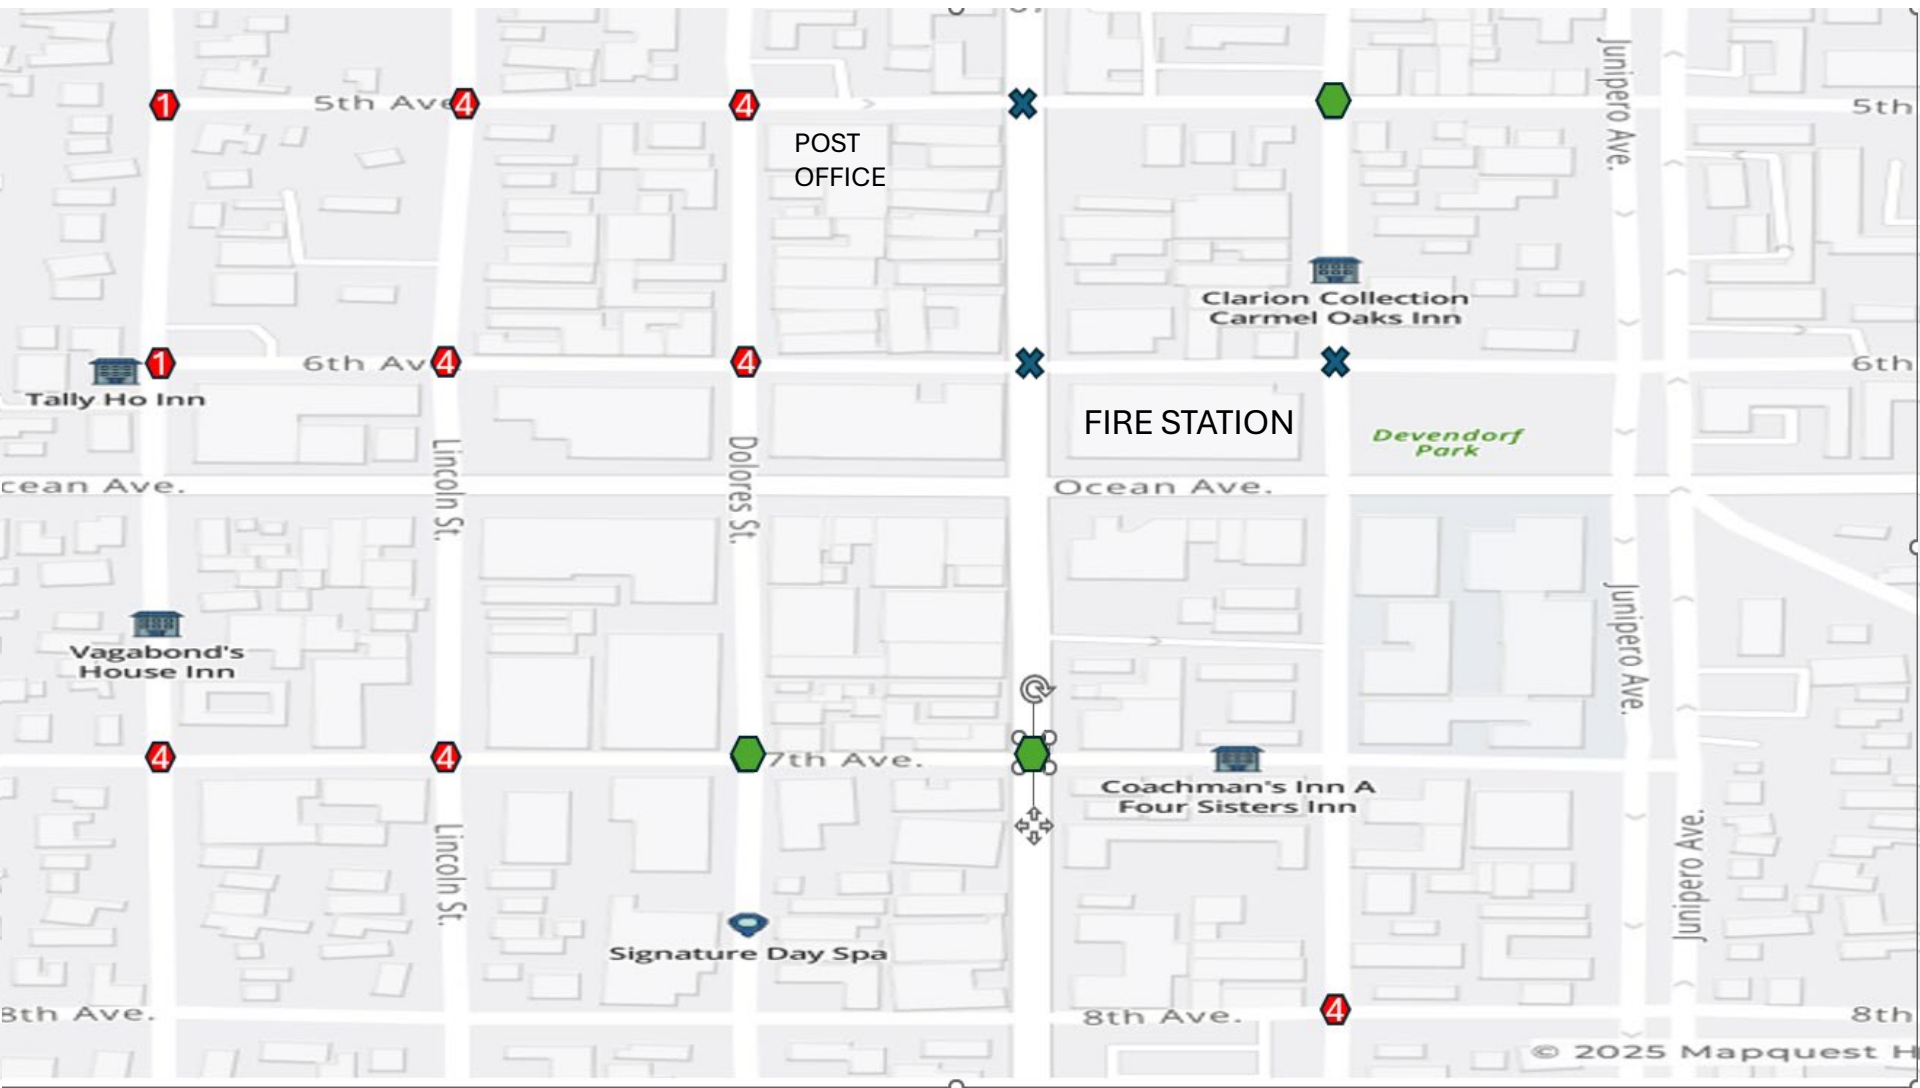 1
5th Ave
4
4
5th
POST
OFFICE
Junipero Ave.
Clarion Collection
Carmel Oaks Inn
1
6th Av
4
4
6th
Tally Ho Inn
FIRE STATION
Devendorf
Park
Lincoln St.
Dolores St.
cean Ave.
Ocean Ave.
Vagabond's
House Inn
Junipero Ave.
4
4
7th Ave.
Coachman's Inn A
Four Sisters Inn
Lincoln St.
Junipero Ave.
Signature Day Spa
8th Ave.
8th Ave.
4
8th
© 2025 Mapquest H